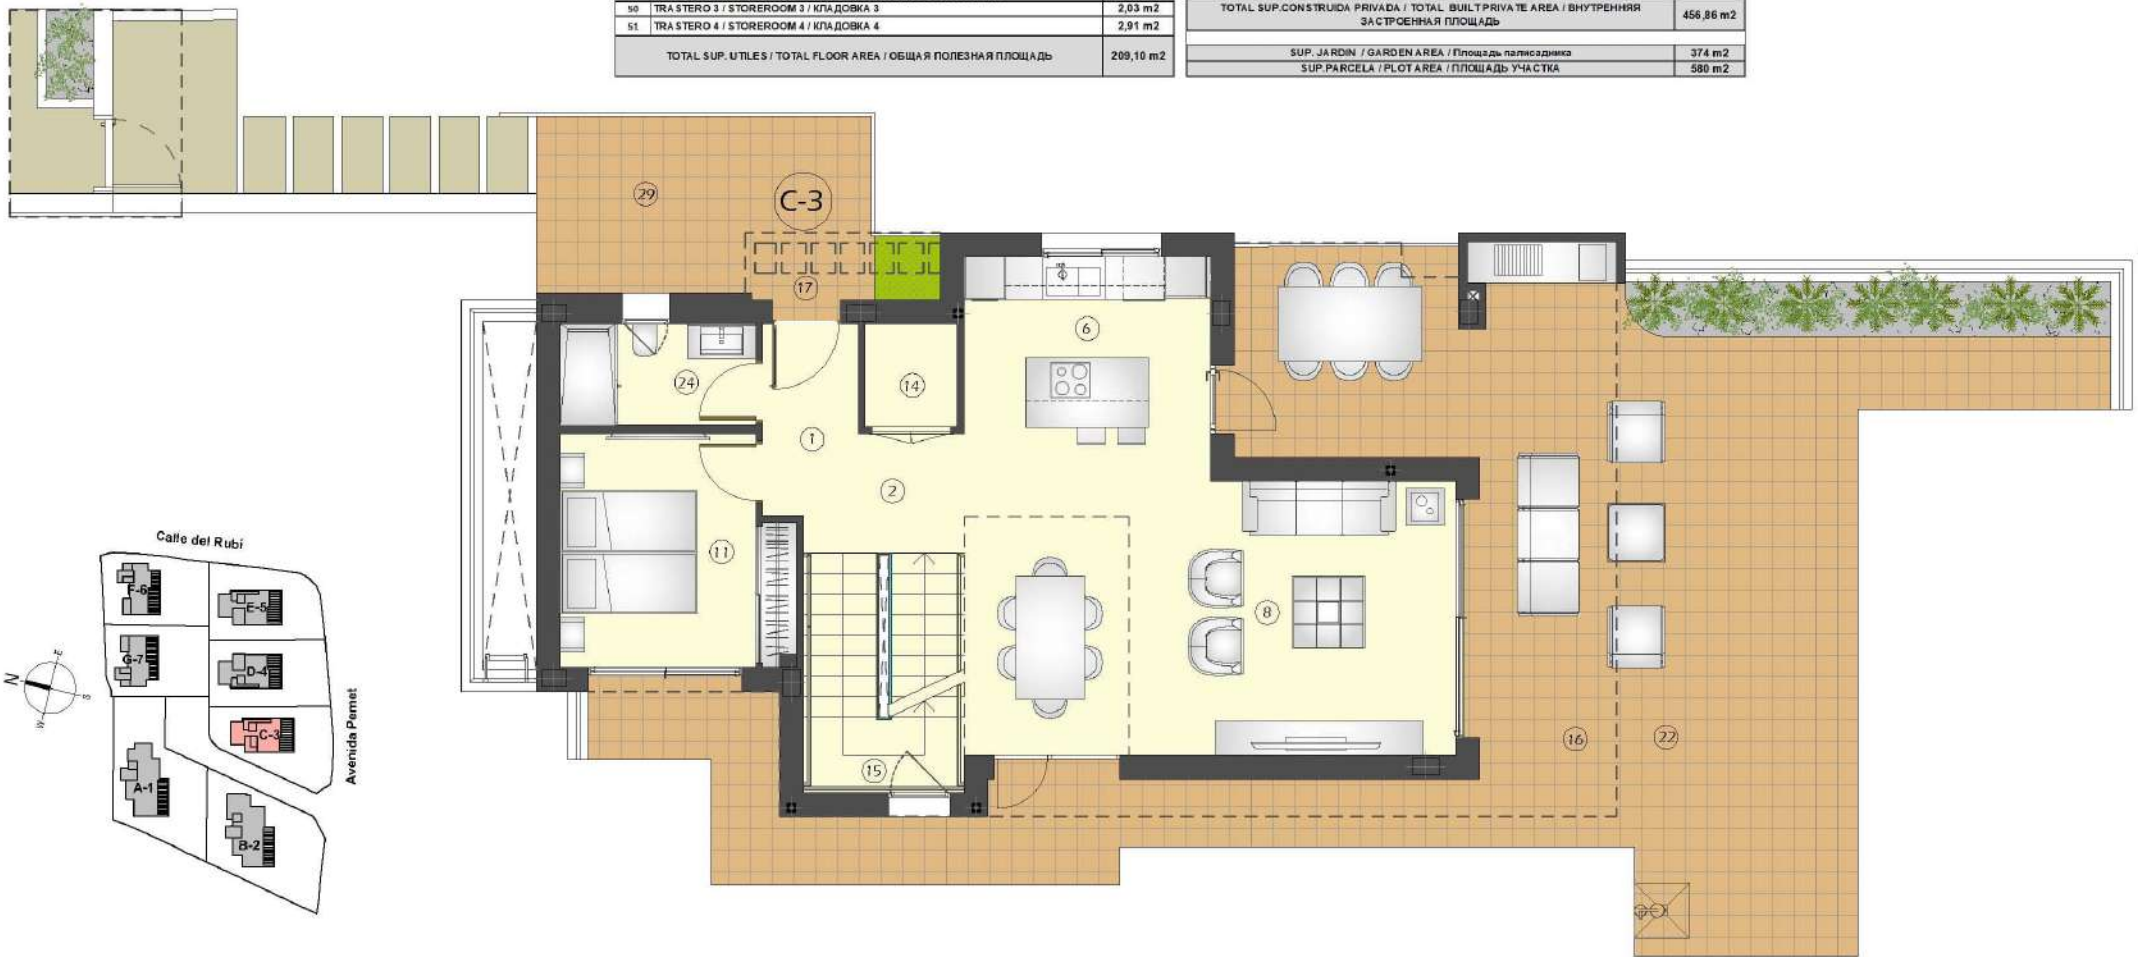 50 TRASTERO 3 / STOREROOM 3 / КЛАДОВКА 3 2,03 m2
51 TRASTERO 4 / STOREROOM 4 / КЛАДОВКА 4 2,91 m2
TOTAL SUP. UTILES / TOTAL FLOOR AREA / ОБЩАЯ ПОЛЕЗНАЯ ПЛОЩАДЬ 209,10 m2
TOTAL SUP.CONSTRUIDA PRIVADA / TOTAL BUILT PRIVATE AREA / ВНУТРЕННЯЯ
ЗАСТРОЕННАЯ ПЛОЩАДЬ 456,86 m2
SUP. JARDIN / GARDEN AREA / Площадь палисадника 374 m2
SUP.PARCELA / PLOT AREA / ПЛОЩАДЬ УЧАСТКА 580 m2
29
C-3
17
6
24
14
1
2
11
8
15
16
22
Calle del Rubí
F-6
E-5
G-7
D-4
C-3
A-1
B-2
Avenida Pernet
N
E
S
W